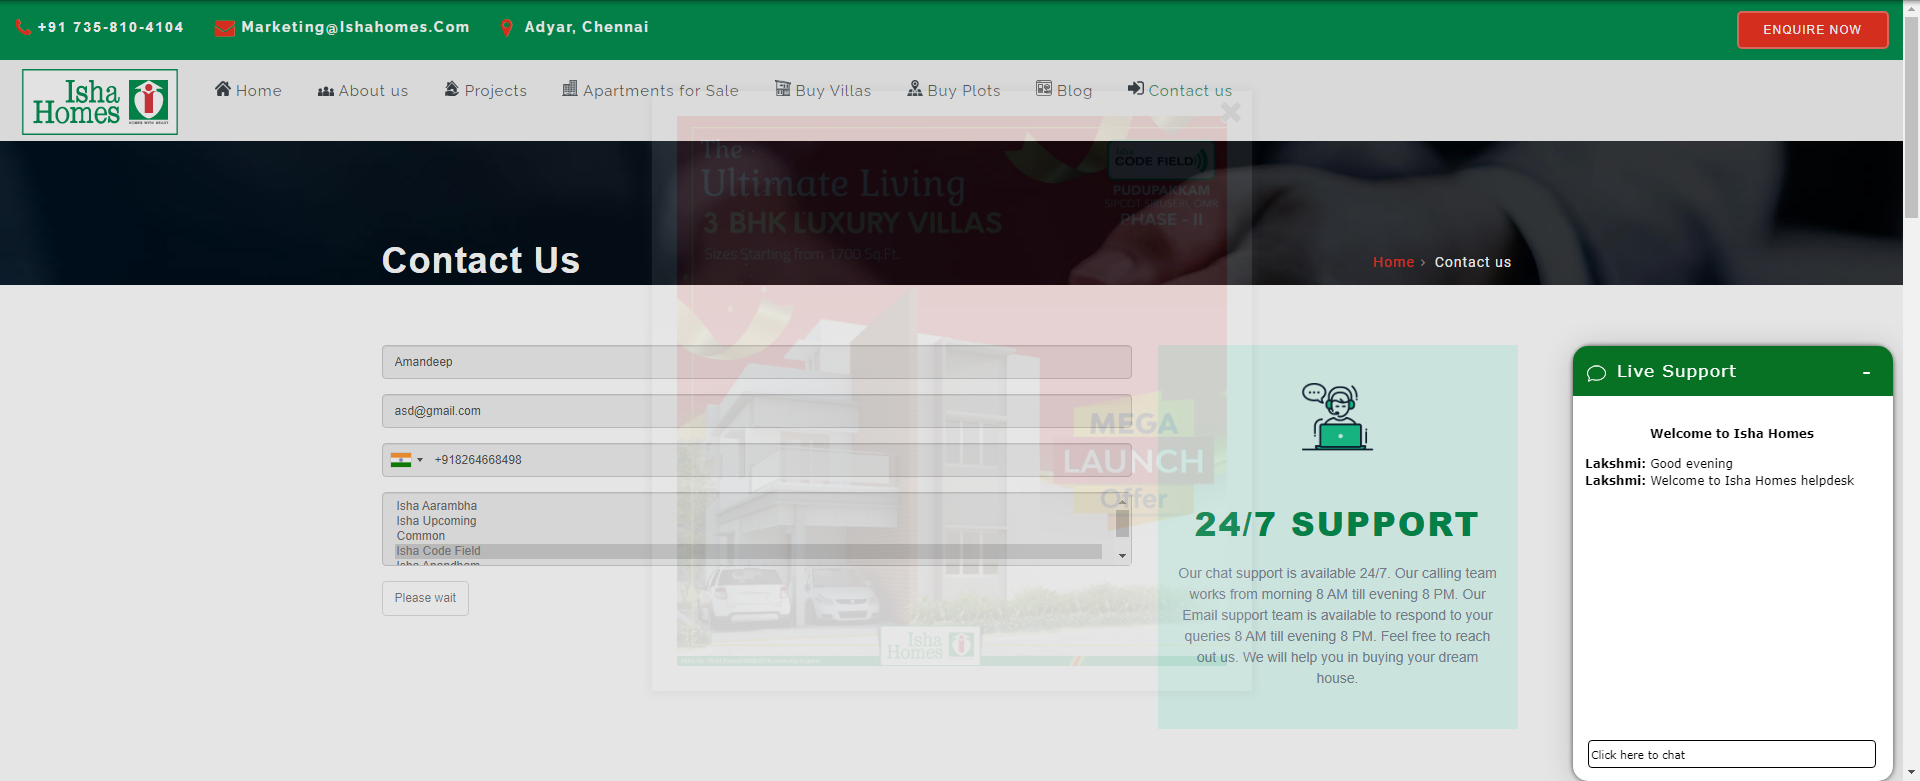 +91 735-810-4104
Marketing@Ishahomes.Com
Adyar, Chennai
ENQUIRE NOW
Isha
Homes
HOMES WITH HEART
Home
About us
Projects
Apartments for Sale
Buy Villas
Buy Plots
Blog
Contact us
The
Ultimate Living
3 BHK LUXURY VILLAS
Sizes Starting from 1700 Sq.Ft.
CODE FIELD
PUDUPAKKAM
SIPCOT SIRUSERI, OMR
PHASE - II
Contact Us
Home › Contact us
Amandeep
asd@gmail.com
+918264668498
Isha Aarambha
Isha Upcoming
Common
Isha Code Field
Isha Anandham
Please wait
MEGA
LAUNCH
Offer
Isha
Homes
24/7 SUPPORT
Our chat support is available 24/7. Our calling team
works from morning 8 AM till evening 8 PM. Our
Email support team is available to respond to your
queries 8 AM till evening 8 PM. Feel free to reach
out us. We will help you in buying your dream
house.
Live Support
-
Welcome to Isha Homes
Lakshmi: Good evening
Lakshmi: Welcome to Isha Homes helpdesk
Click here to chat